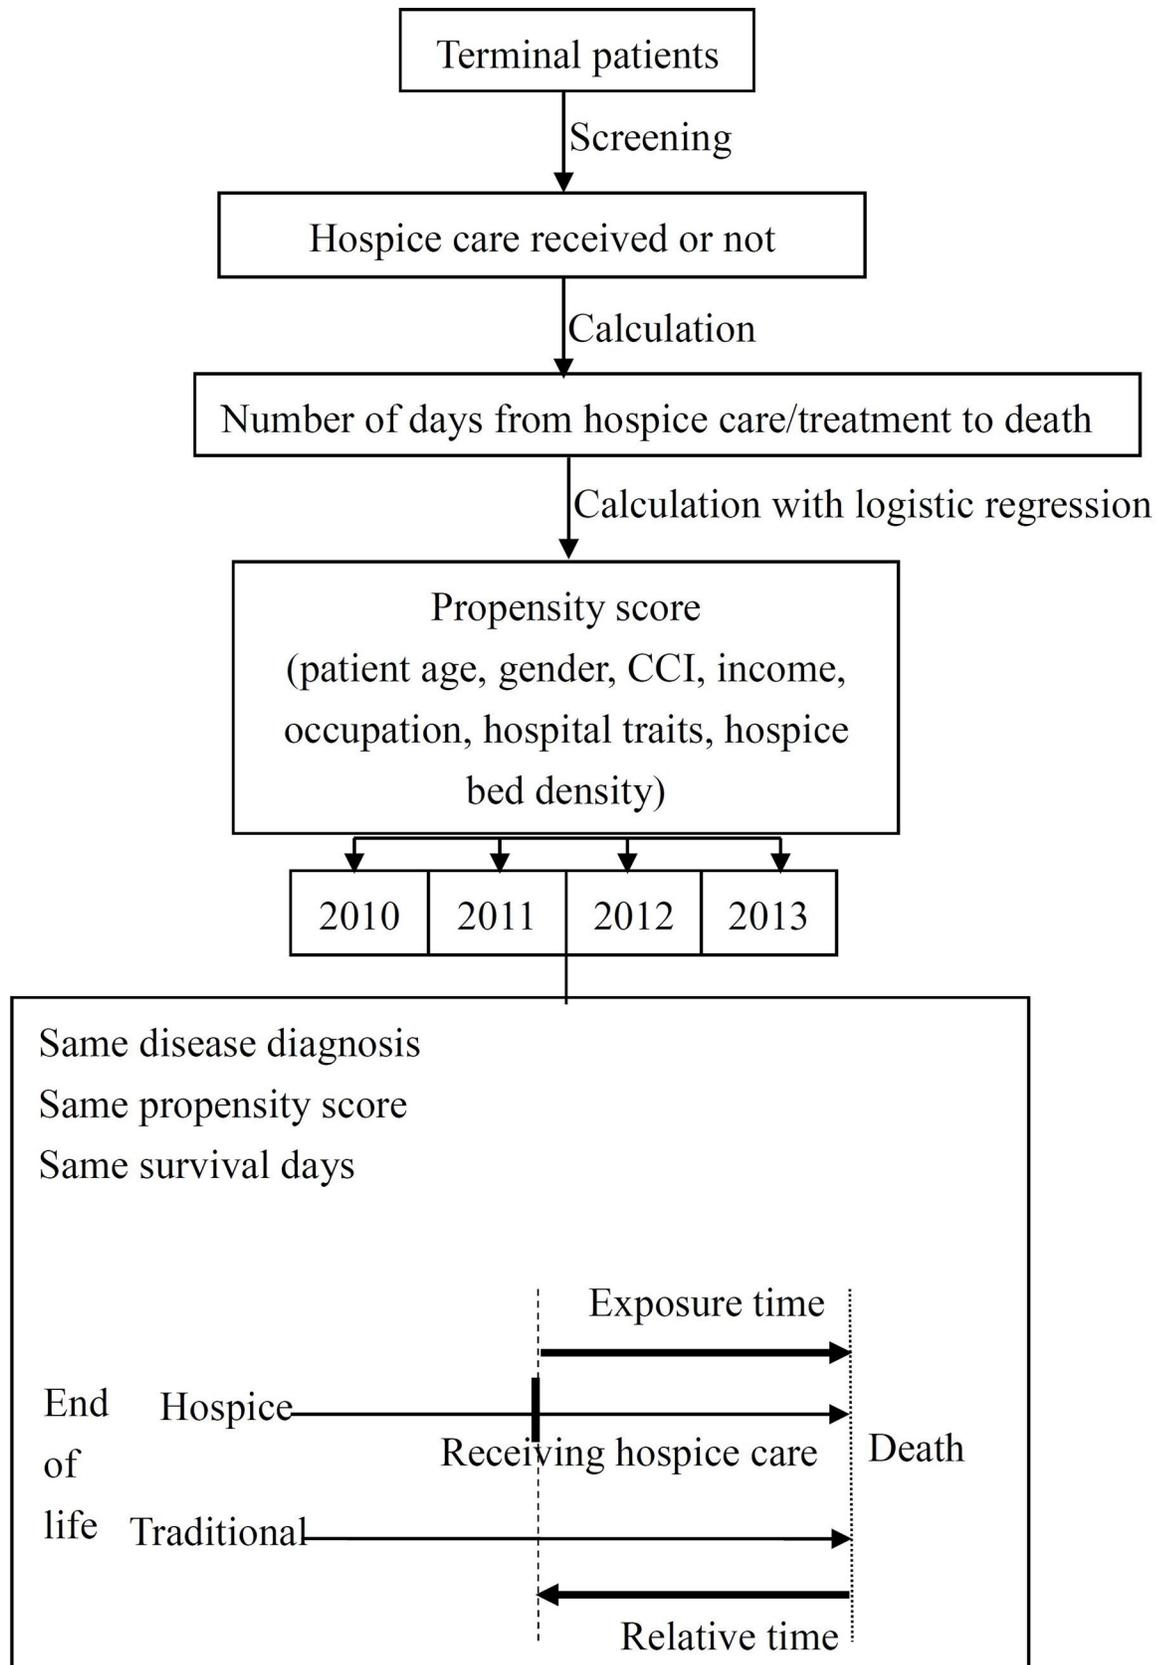 Terminal patients
Screening
Hospice care received or not
Calculation
Number of days from hospice care/treatment to death
Calculation with logistic regression
Propensity score
(patient age, gender, CCI, income,
occupation, hospital traits, hospice
bed density)
2010 2011 2012 2013
Same disease diagnosis
Same propensity score
Same survival days
Exposure time
End
of
life
Hospice
Receiving hospice care
Death
Traditional
Relative time